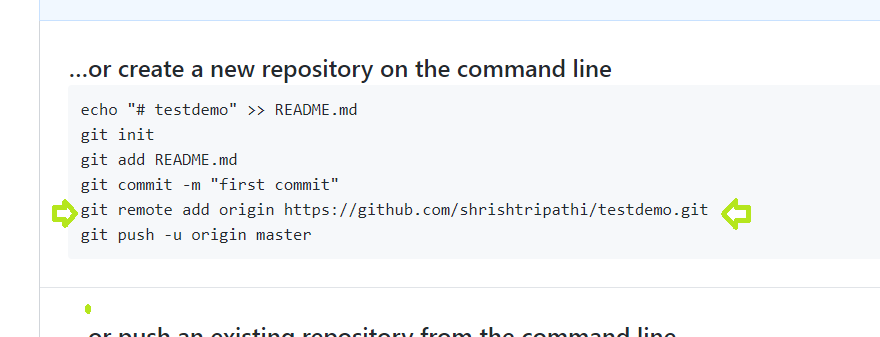 ...or create a new repository on the command line
echo "# testdemo" >> README.md
git init
git add README.md
git commit -m "first commit"
git remote add origin https://github.com/shrishtripathi/testdemo.git
git push -u origin master
or push an existing repository from the command line